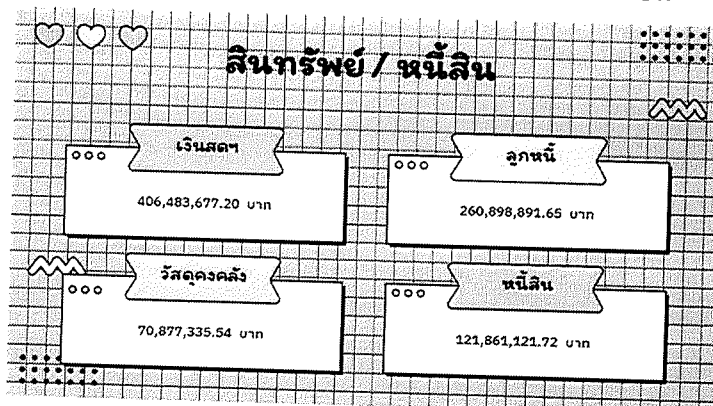 สินทรัพย์ / หนี้สิน
เงินสดฯ
406,483,677.20 บาท
ลูกหนี้
260,898,891.65 บาท
วัสดุคงคลัง
70,877,335.54 บาท
หนี้สิน
121,861,121.72 บาท